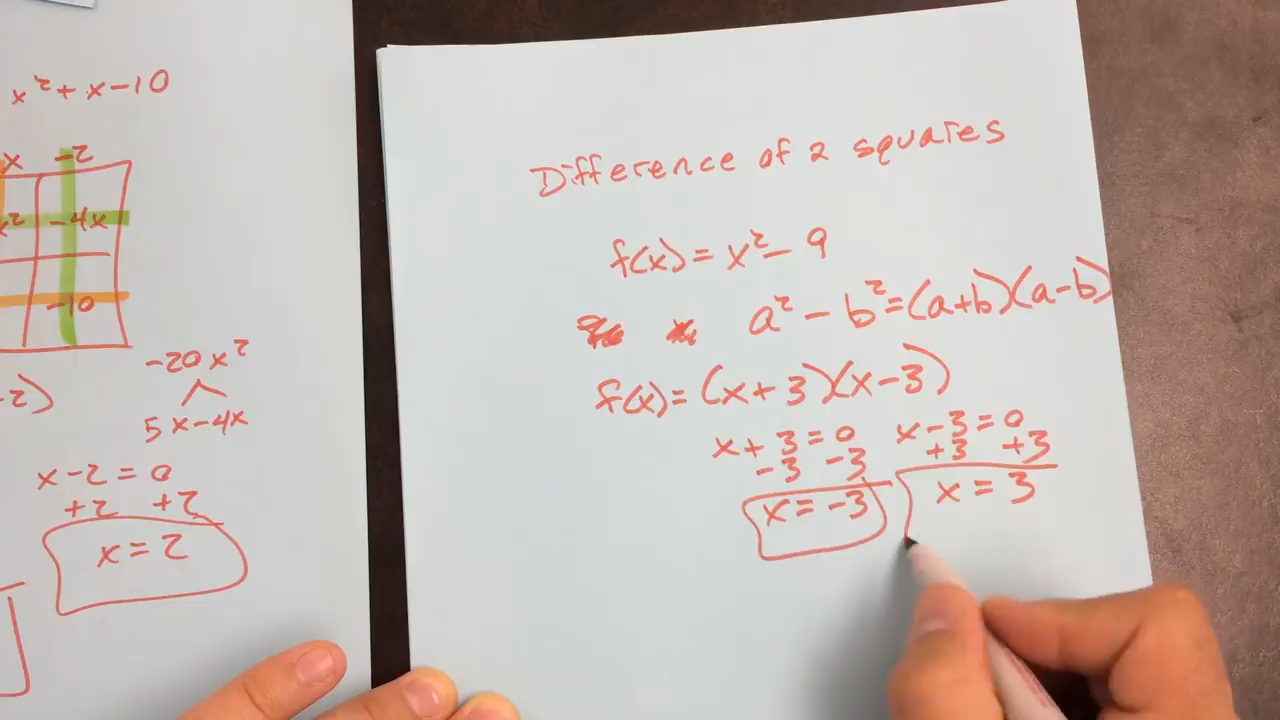 x² + x - 10
x -2
x² -4x
-10
-20x²
5x -4x
-2)
x - 2 = 0
+2 +2
x = 2
Difference of 2 squares
f(x) = x² - 9
a² - b² = (a+b)(a-b)
f(x) = (x+3)(x-3)
x + 3 = 0 x - 3 = 0
-3 -3 +3 +3
x = -3 x = 3